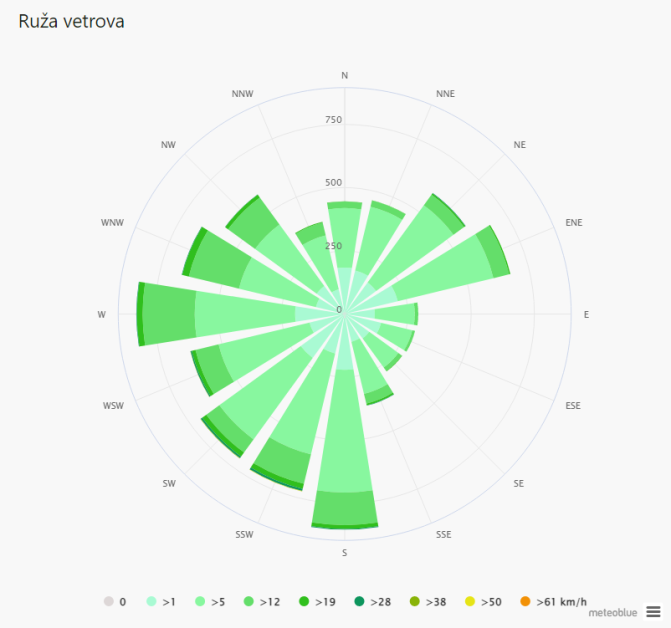 Ruža vetrova
N
NNW NNE
750
NW NE
500
WNW ENE
250
0
W E
WSW ESE
SW SE
SSW SSE
S
0 >1 >5 >12 >19 >28 >38 >50 >61 km/h
meteoblue